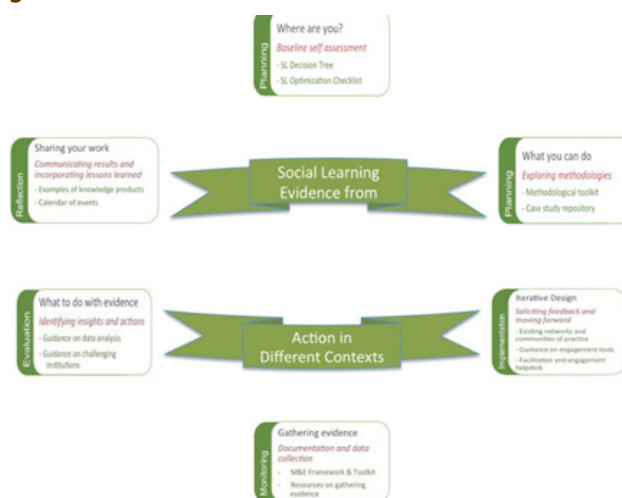 Planning
Where are you?
Baseline self assessment
- SL Decision Tree
- SL Optimization Checklist
Reflection
Sharing your work
Communicating results and
incorporating lessons learned
- Examples of knowledge products
- Calendar of events
Social Learning
Evidence from
Planning
What you can do
Exploring methodologies
- Methodological toolkit
- Case study repository
Evaluation
What to do with evidence
Identifying insights and actions
- Guidance on data analysis
- Guidance on challenging
institutions
Action in
Different Contexts
Implementation
Iterative Design
Soliciting feedback and
moving forward
- Existing networks and
communities of practice
- Guidance on engagement tools
- Facilitation and engagement
helpdesk
Monitoring
Gathering evidence
Documentation and data
collection
- M&E Framework & Toolkit
- Resources on gathering
evidence